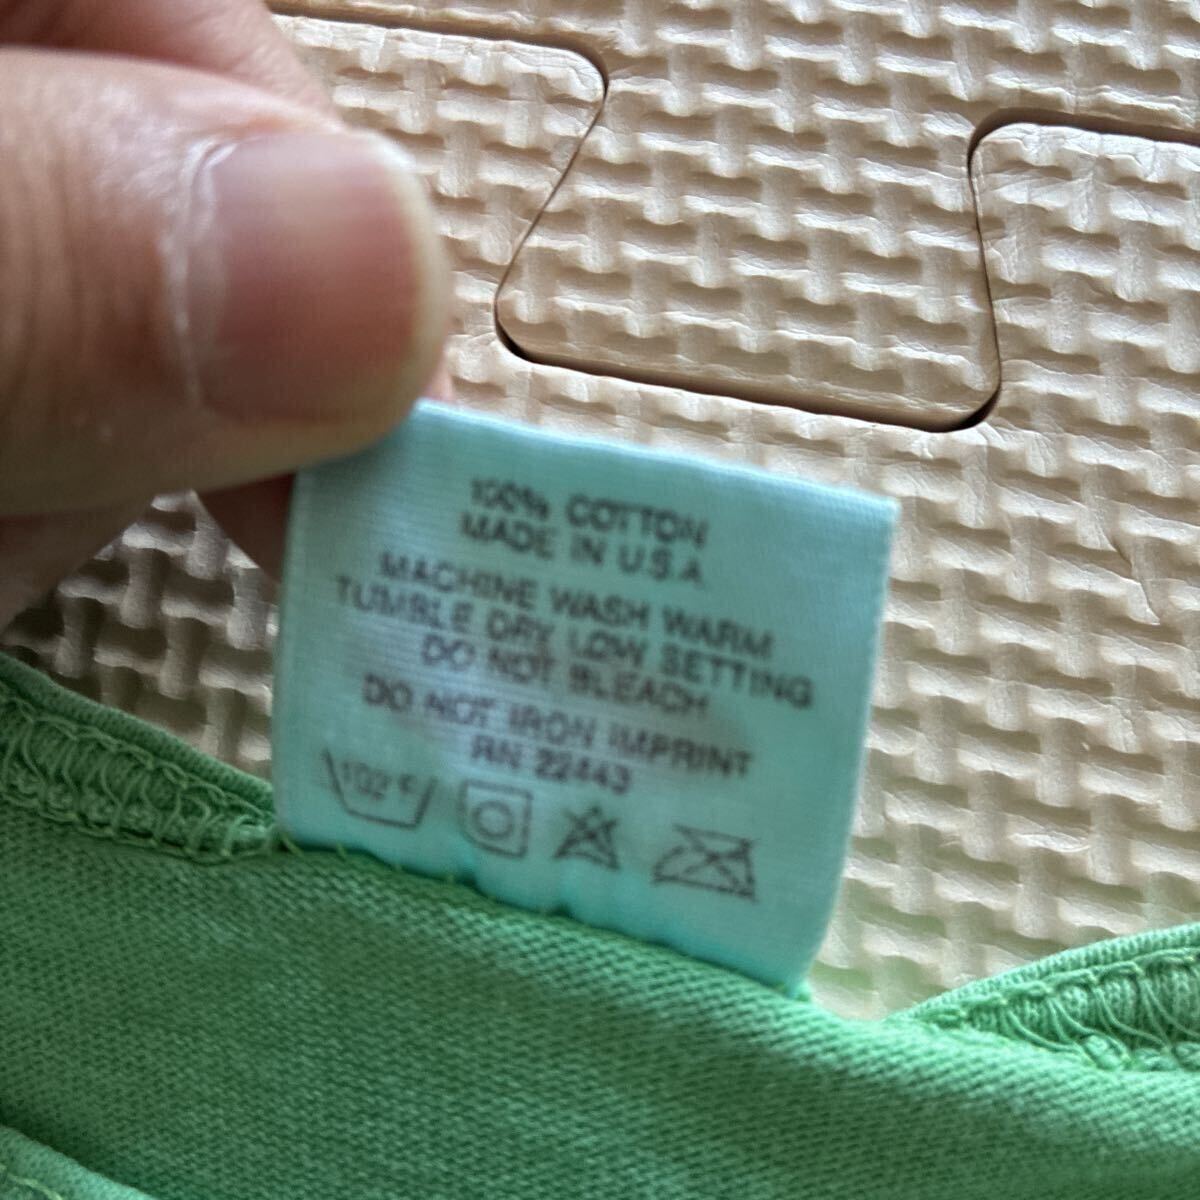 100% COTTON
MADE IN U.S.A
MACHINE WASH WARM
TUMBLE DRY LOW SETTING
DO NOT BLEACH
DO NOT IRON IMPRINT
RN 22443
102°F